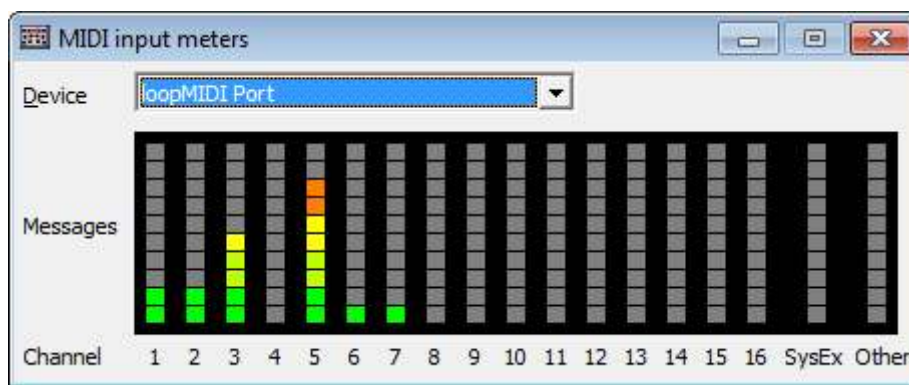 MIDI input meters
Device loopMIDI Port
Messages
Channel 1 2 3 4 5 6 7 8 9 10 11 12 13 14 15 16 SysEx Other